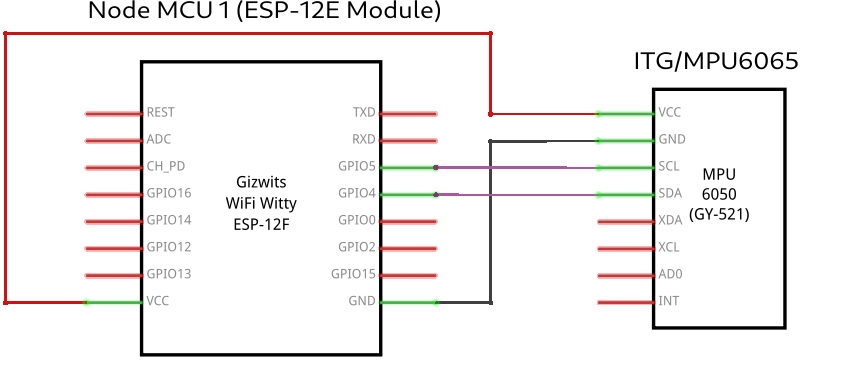 Node MCU 1 (ESP-12E Module)
ITG/MPU6065
REST
ADC
CH_PD
GPIO16
GPIO14
GPIO12
GPIO13
VCC
Gizwits
WiFi Witty
ESP-12F
TXD
RXD
GPIO5
GPIO4
GPIO0
GPIO2
GPIO15
GND
VCC
GND
SCL
SDA
XDA
XCL
AD0
INT
MPU
6050
(GY-521)